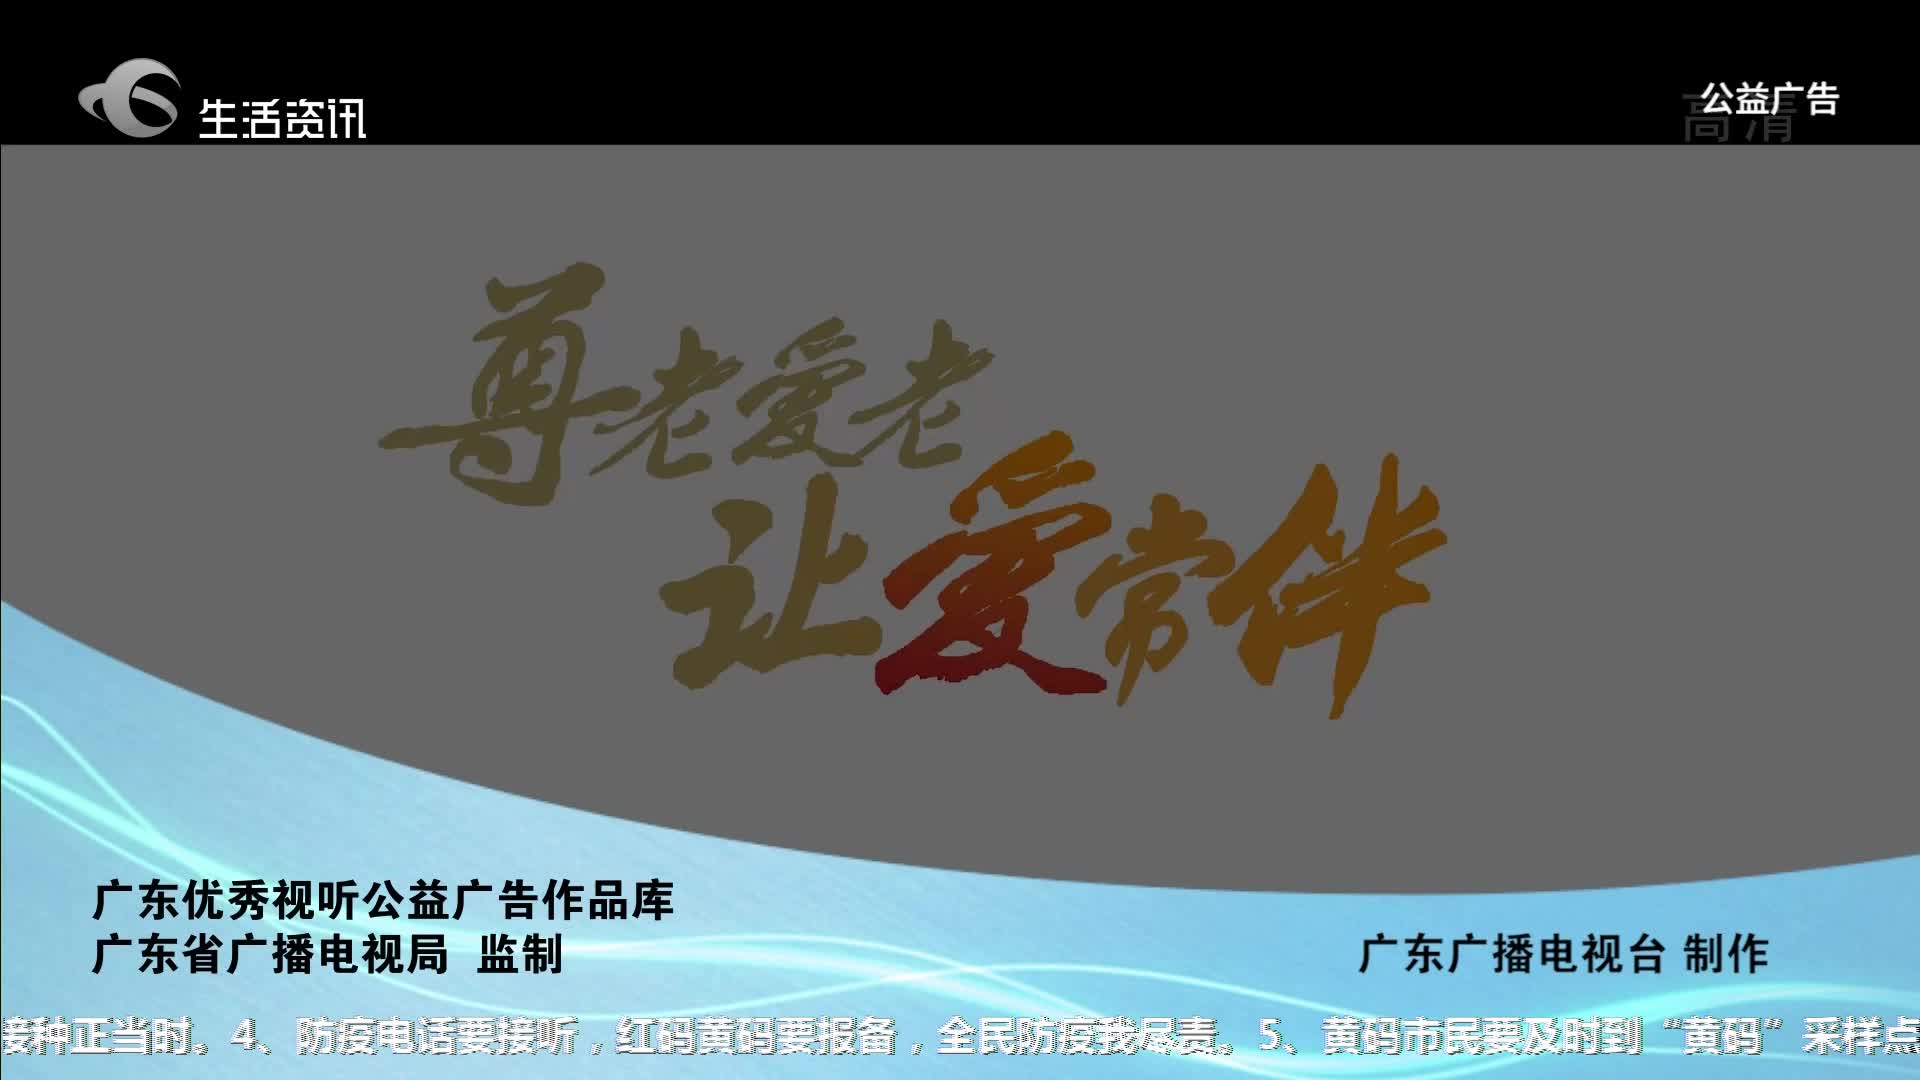 生活资讯
公益广告
高清
尊老爱老
让爱常伴
广东优秀视听公益广告作品库
广东省广播电视局 监制
广东广播电视台 制作
接种正当时。4、防疫电话要接听，红码黄码要报备，全民防疫我尽责。5、黄码市民要及时到“黄码”采样点